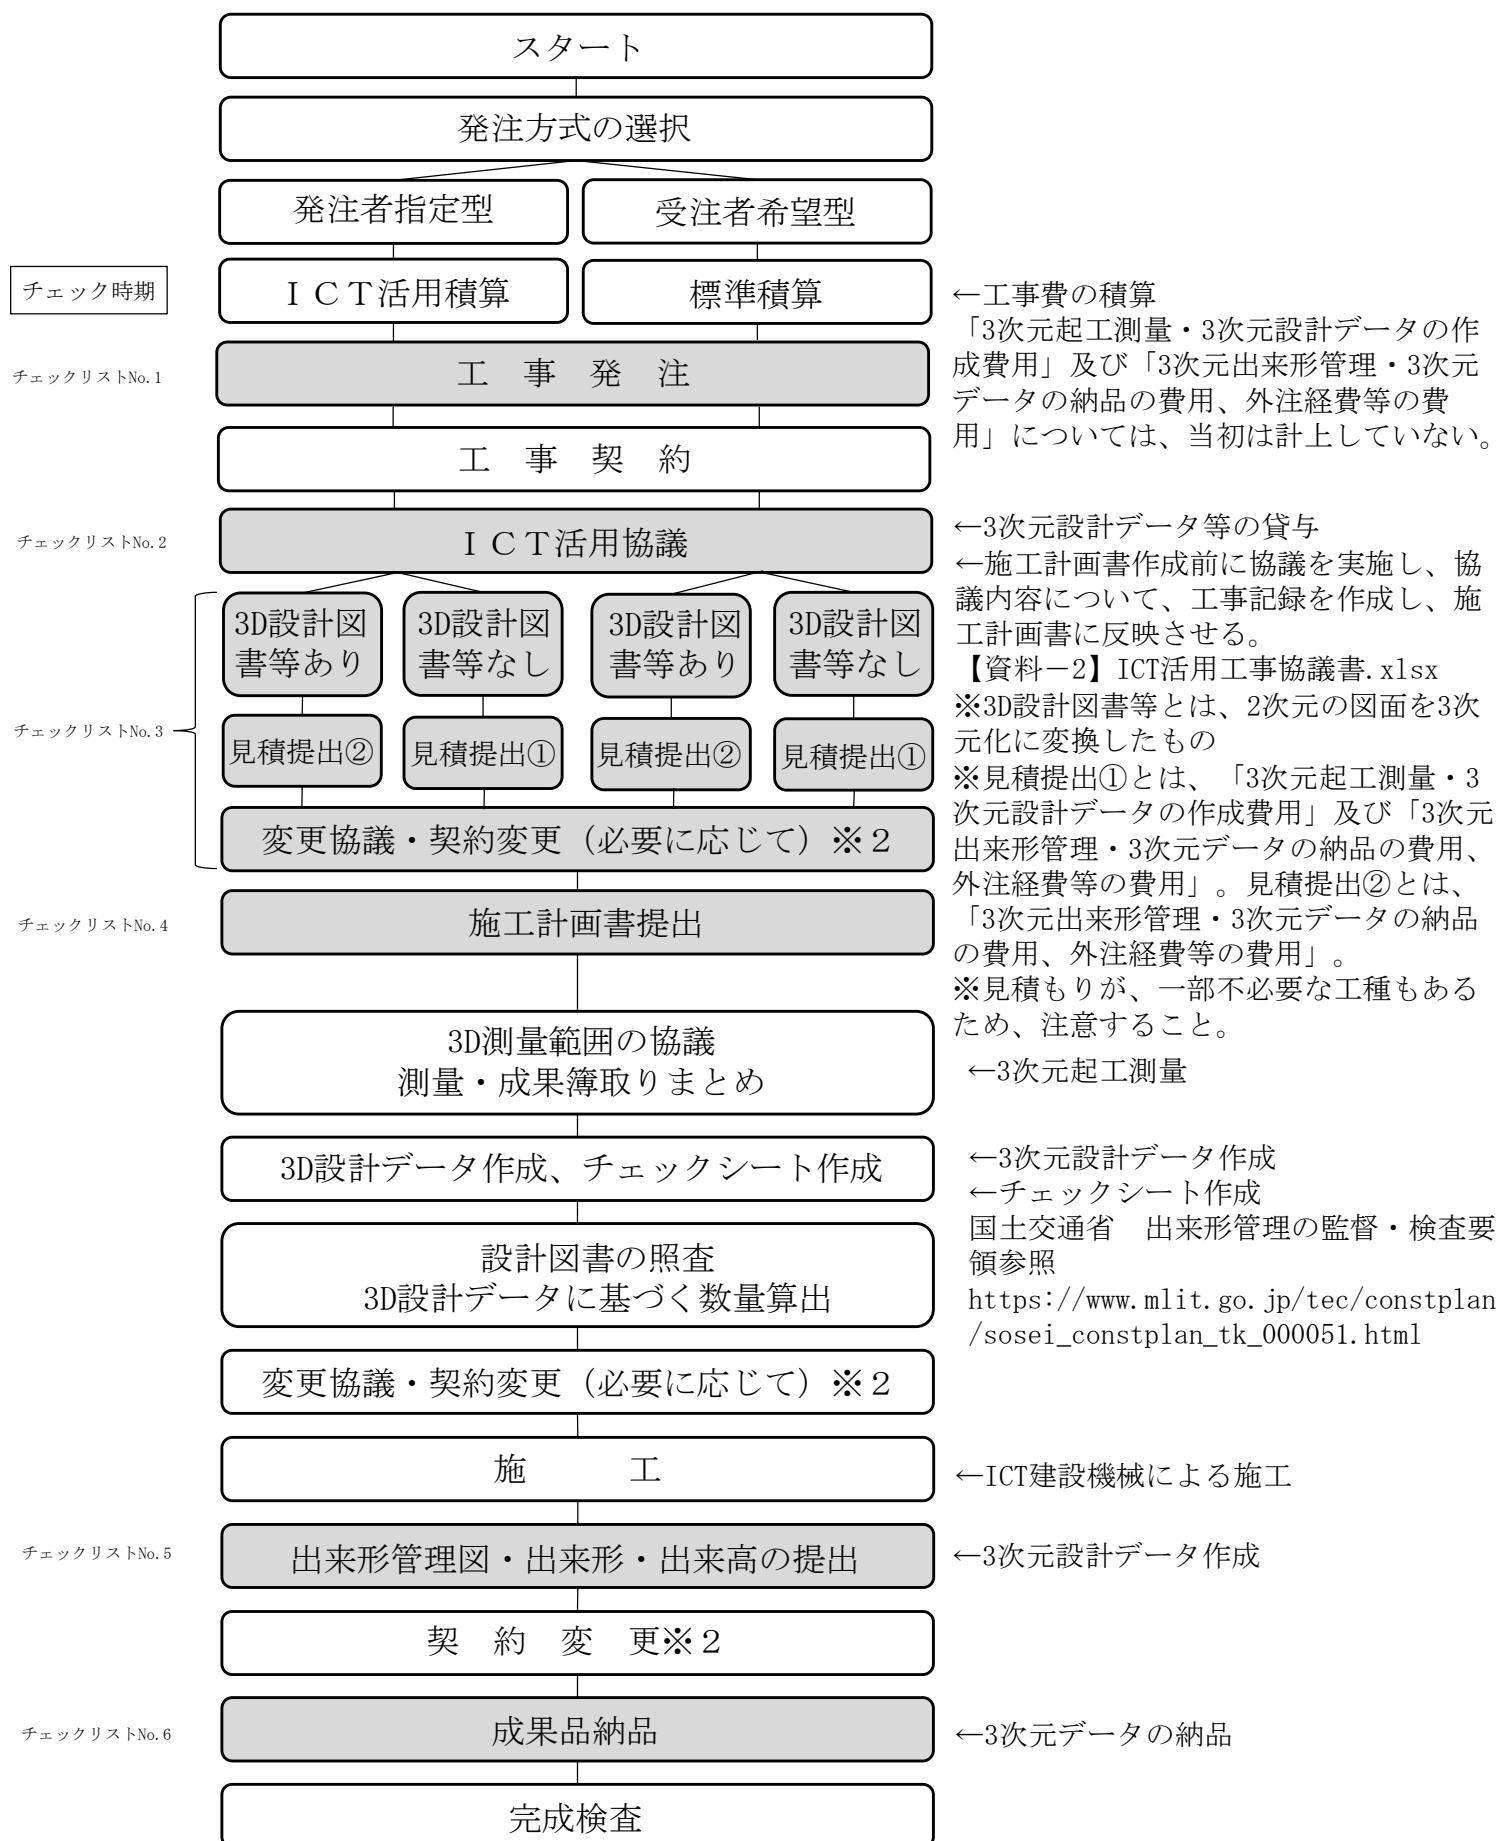 スタート
発注方式の選択
発注者指定型
受注者希望型
チェック時期
ＩＣＴ活用積算
標準積算
←工事費の積算
「3次元起工測量・3次元設計データの作
成費用」及び「3次元出来形管理・3次元
データの納品の費用、外注経費等の費
用」については、当初は計上していない。
チェックリストNo.1
工　事　発　注
工　事　契　約
チェックリストNo.2
ＩＣＴ活用協議
←3次元設計データ等の貸与
←施工計画書作成前に協議を実施し、協
議内容について、工事記録を作成し、施
工計画書に反映させる。
【資料－2】ICT活用工事協議書.xlsx
※3D設計図書等とは、2次元の図面を3次
元化に変換したもの
※見積提出①とは、「3次元起工測量・3
次元設計データの作成費用」及び「3次元
出来形管理・3次元データの納品の費用、
外注経費等の費用」。見積提出②とは、
「3次元出来形管理・3次元データの納品
の費用、外注経費等の費用」。
※見積もりが、一部不必要な工種もある
ため、注意すること。
3D設計図
書等あり
3D設計図
書等なし
3D設計図
書等あり
3D設計図
書等なし
チェックリストNo.3
見積提出②
見積提出①
見積提出②
見積提出①
変更協議・契約変更（必要に応じて）※２
チェックリストNo.4
施工計画書提出
3D測量範囲の協議
測量・成果簿取りまとめ
←3次元起工測量
3D設計データ作成、チェックシート作成
←3次元設計データ作成
←チェックシート作成
国土交通省　出来形管理の監督・検査要
領参照
https://www.mlit.go.jp/tec/constplan
/sosei_constplan_tk_000051.html
設計図書の照査
3D設計データに基づく数量算出
変更協議・契約変更（必要に応じて）※２
施　　　工
←ICT建設機械による施工
チェックリストNo.5
出来形管理図・出来形・出来高の提出
←3次元設計データ作成
契　約　変　更※２
チェックリストNo.6
成果品納品
←3次元データの納品
完成検査